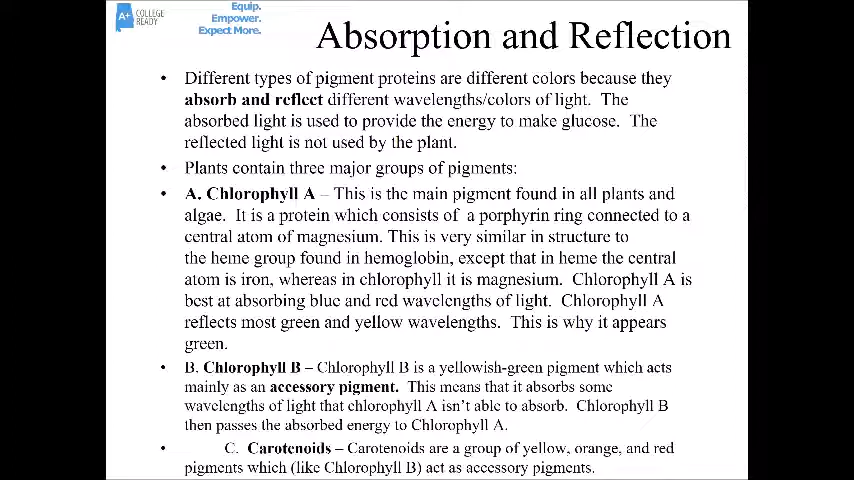 A+ COLLEGE
READY
Equip.
Empower.
Expect More.
Absorption and Reflection
• Different types of pigment proteins are different colors because they
absorb and reflect different wavelengths/colors of light. The
absorbed light is used to provide the energy to make glucose. The
reflected light is not used by the plant.
• Plants contain three major groups of pigments:
• A. Chlorophyll A – This is the main pigment found in all plants and
algae. It is a protein which consists of a porphyrin ring connected to a
central atom of magnesium. This is very similar in structure to
the heme group found in hemoglobin, except that in heme the central
atom is iron, whereas in chlorophyll it is magnesium. Chlorophyll A is
best at absorbing blue and red wavelengths of light. Chlorophyll A
reflects most green and yellow wavelengths. This is why it appears
green.
• B. Chlorophyll B – Chlorophyll B is a yellowish-green pigment which acts
mainly as an accessory pigment. This means that it absorbs some
wavelengths of light that chlorophyll A isn't able to absorb. Chlorophyll B
then passes the absorbed energy to Chlorophyll A.
• C. Carotenoids – Carotenoids are a group of yellow, orange, and red
pigments which (like Chlorophyll B) act as accessory pigments.